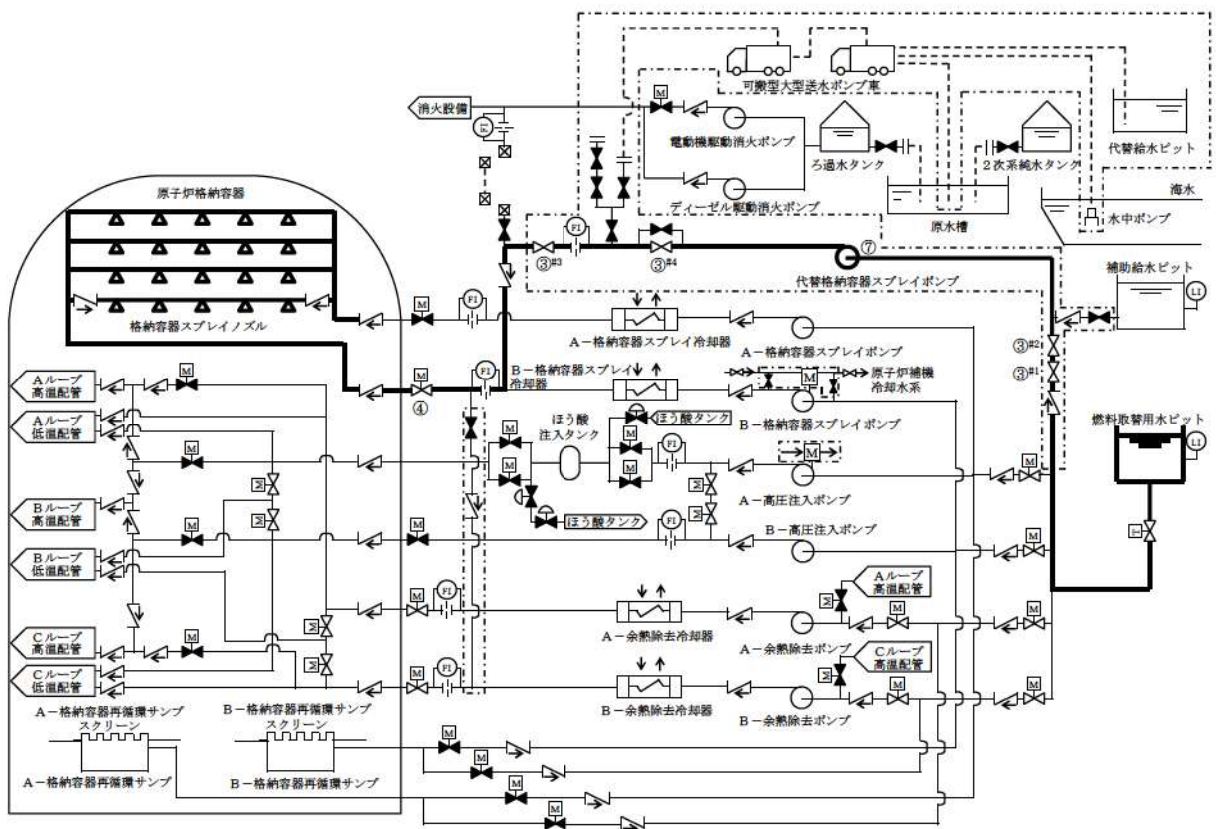 可搬型大型送水ポンプ車
消火設備
M
FI
電動機駆動消火ポンプ
ろ過水タンク
2次系純水タンク
代替給水ピット
海水
ディーゼル駆動消火ポンプ
原水槽
水中ポンプ
原子炉格納容器
FI
③#3
③#4
⑦
代替格納容器スプレイポンプ
補助給水ピット
LI
M
FI
格納容器スプレイノズル
A-格納容器スプレイ冷却器
A-格納容器スプレイポンプ
③#2
③#1
M
④
FI
B-格納容器スプレイ
冷却器
M
原子炉補機
冷却水系
B-格納容器スプレイポンプ
燃料取替用水ピット
LI
Aループ
高温配管
M
Aループ
低温配管
ほう酸
注入タンク
ほう酸タンク
M
M
M
M
FI
M
A-高圧注入ポンプ
M
M
M
M
T
Bループ
高温配管
M
M
ほう酸タンク
M
FI
B-高圧注入ポンプ
M
M
Bループ
低温配管
Aループ
高温配管
M
FI
A-余熱除去冷却器
M
M
M
A-余熱除去ポンプ
Cループ
高温配管
M
M
M
Cループ
高温配管
Cループ
低温配管
M
FI
B-余熱除去冷却器
M
M
M
B-余熱除去ポンプ
A-格納容器再循環サンプ
スクリーン
B-格納容器再循環サンプ
スクリーン
M
M
A-格納容器再循環サンプ
B-格納容器再循環サンプ
M
M